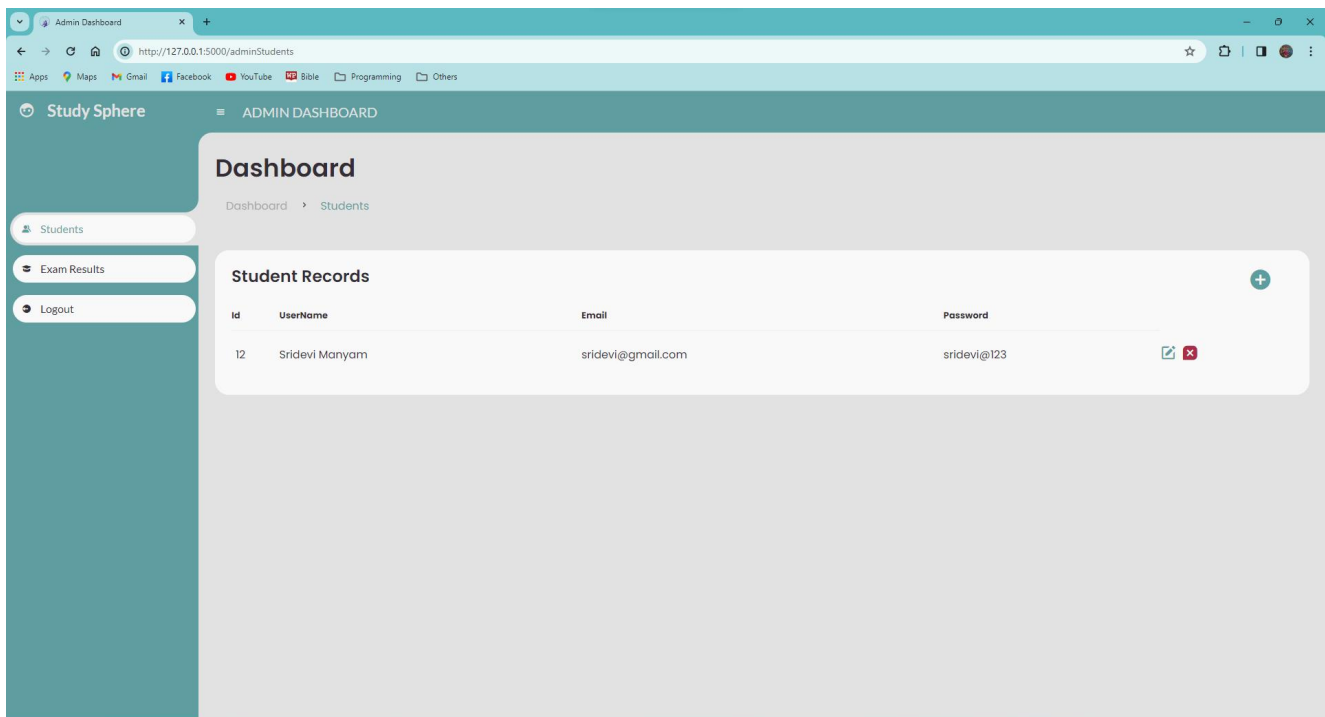 Admin Dashboard
http://127.0.0.1:5000/adminStudents
Apps Maps Gmail Facebook YouTube Bible Programming Others
Study Sphere ADMIN DASHBOARD
Dashboard
Dashboard › Students
Students
Exam Results
Logout
Student Records
Id UserName Email Password
12 Sridevi Manyam sridevi@gmail.com sridevi@123